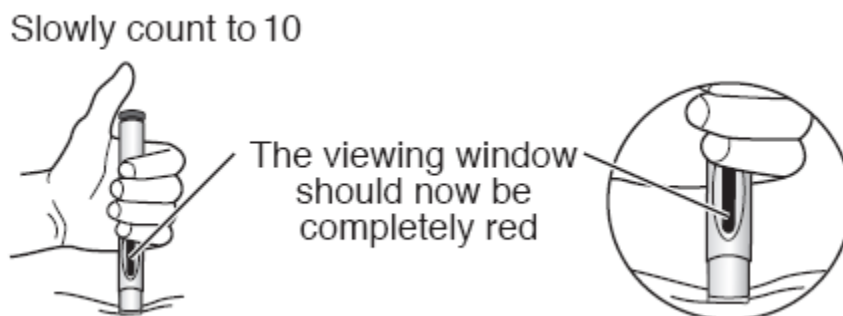 Slowly count to 10
The viewing window
should now be
completely red